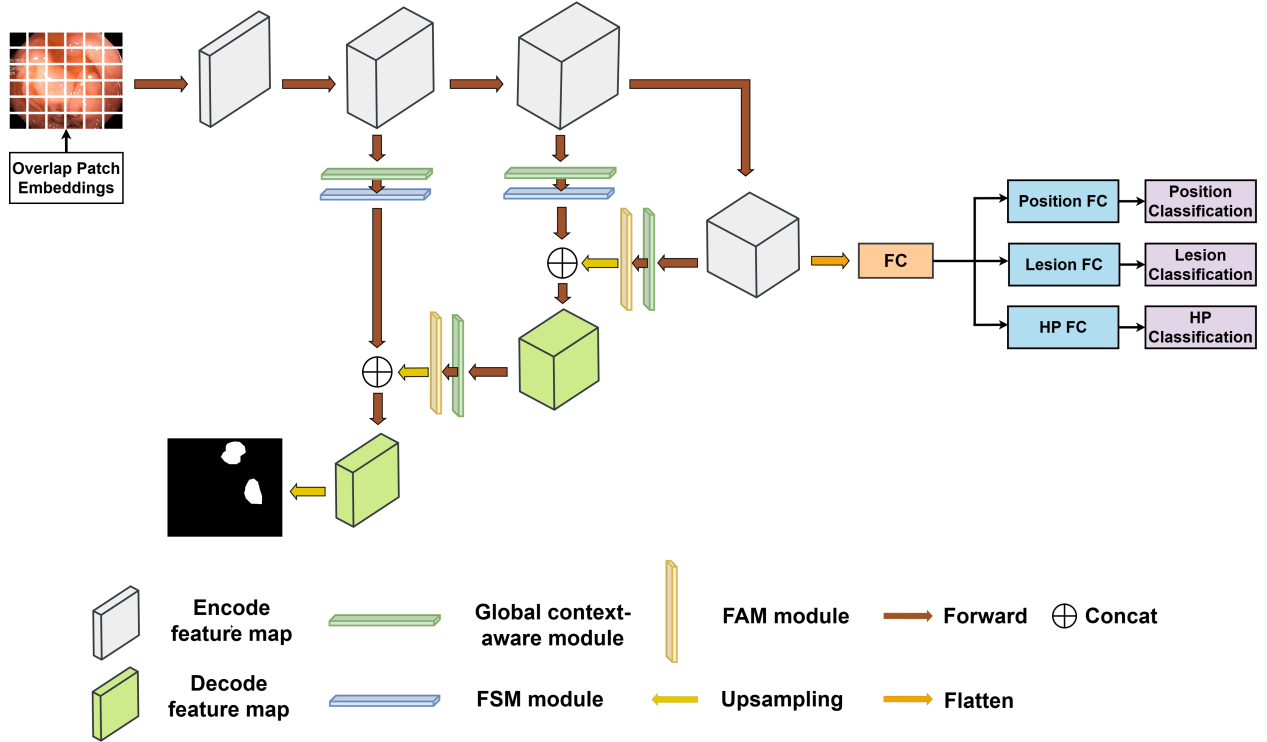 Overlap Patch
Embeddings
FC
Position FC
Position
Classification
Lesion FC
Lesion
Classification
HP FC
HP
Classification
Encode
feature map
Global context-
aware module
FAM module
Forward
Concat
Decode
feature map
FSM module
Upsampling
Flatten